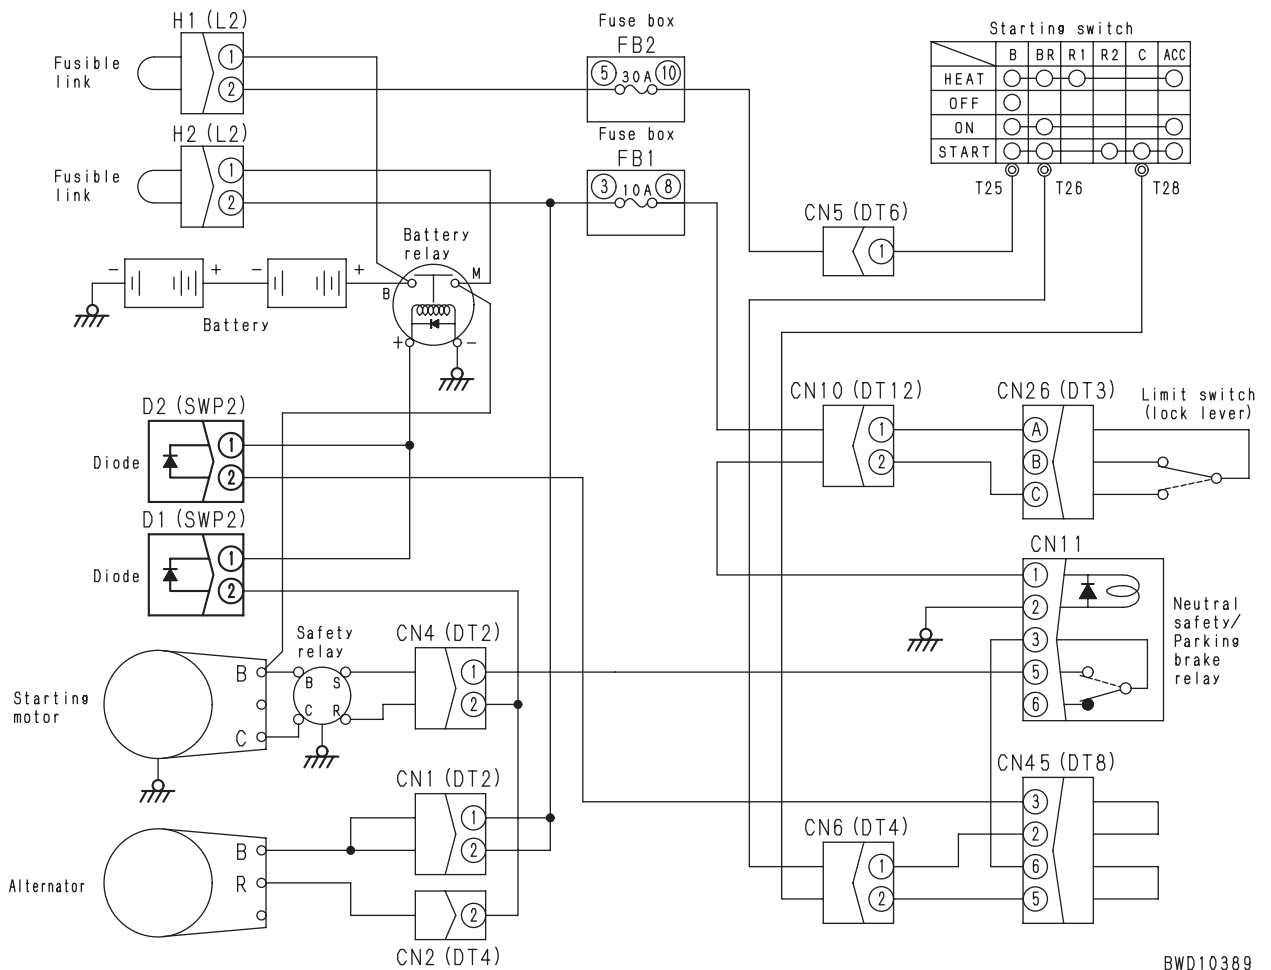 H1 (L2)
Fusible
link
1
2
H2 (L2)
Fusible
link
1
2
Fuse box
FB2
5 30A 10
Fuse box
FB1
3 10A 8
Starting switch
B BR R1 R2 C ACC
HEAT
OFF
ON
START
T25 T26 T28
CN5 (DT6)
1
Battery
relay
B M
+ -
- + - +
Battery
D2 (SWP2)
Diode
1
2
D1 (SWP2)
Diode
1
2
CN10 (DT12)
1
2
CN26 (DT3)
A
B
C
Limit switch
(lock lever)
CN11
1
2
3
5
6
Neutral
safety/
Parking
brake
relay
Safety
relay
B S
C R
CN4 (DT2)
1
2
Starting
motor
B
C
CN1 (DT2)
1
2
Alternator
B
R
2
CN2 (DT4)
CN45 (DT8)
3
2
6
5
CN6 (DT4)
1
2
BWD10389